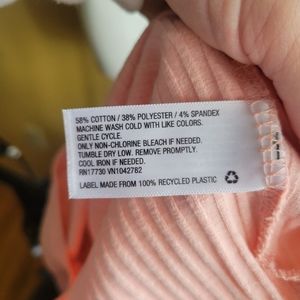 58% COTTON / 38% POLYESTER / 4% SPANDEX
MACHINE WASH COLD WITH LIKE COLORS.
GENTLE CYCLE.
ONLY NON-CHLORINE BLEACH IF NEEDED.
TUMBLE DRY LOW. REMOVE PROMPTLY.
COOL IRON IF NEEDED.
RN17730 VN1042782
LABEL MADE FROM 100% RECYCLED PLASTIC